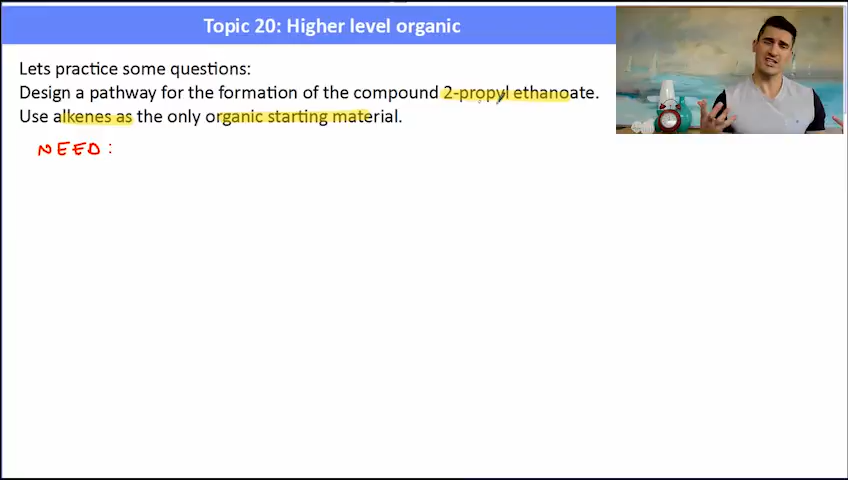 Topic 20: Higher level organic
Lets practice some questions:
Design a pathway for the formation of the compound 2-propyl ethanoate.
Use alkenes as the only organic starting material.
NEED: